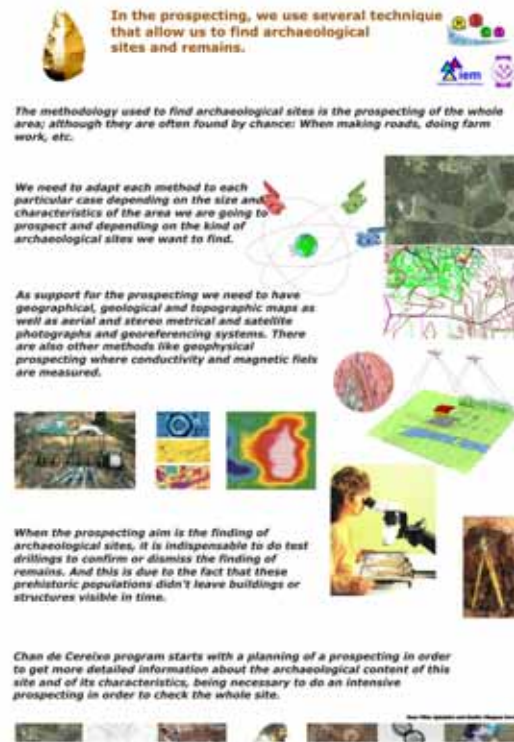 In the prospecting, we use several technique
that allow us to find archaeological
sites and remains.
iem
The methodology used to find archaeological sites is the prospecting of the whole
area; although they are often found by chance: When making roads, doing farm
work, etc.
We need to adapt each method to each
particular case depending on the size and
characteristics of the area we are going to
prospect and depending on the kind of
archaeological sites we want to find.
As support for the prospecting we need to have
geographical, geological and topographic maps as
well as aerial and stereo metrical and satellite
photographs and georeferencing systems. There
are also other methods like geophysical
prospecting where conductivity and magnetic fiels
are measured.
When the prospecting aim is the finding of
archaeological sites, it is indispensable to do test
drillings to confirm or dismiss the finding of
remains. And this is due to the fact that these
prehistoric populations didn't leave buildings or
structures visible in time.
Chan de Cereixo program starts with a planning of a prospecting in order
to get more detailed information about the archaeological content of this
site and of its characteristics, being necessary to do an intensive
prospecting in order to check the whole site.